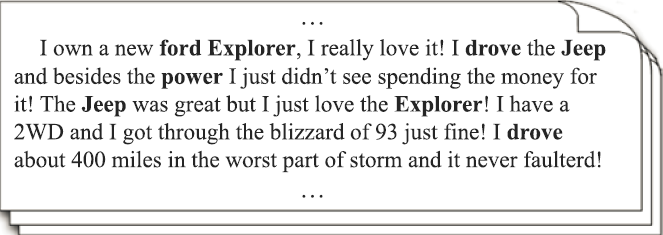 ...
I own a new ford Explorer, I really love it! I drove the Jeep
and besides the power I just didn't see spending the money for
it! The Jeep was great but I just love the Explorer! I have a
2WD and I got through the blizzard of 93 just fine! I drove
about 400 miles in the worst part of storm and it never faulterd!
...